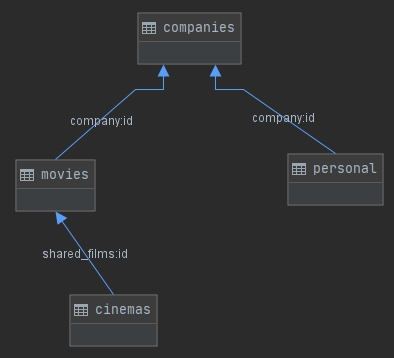 companies
company:id
company:id
movies
personal
shared_films:id
cinemas